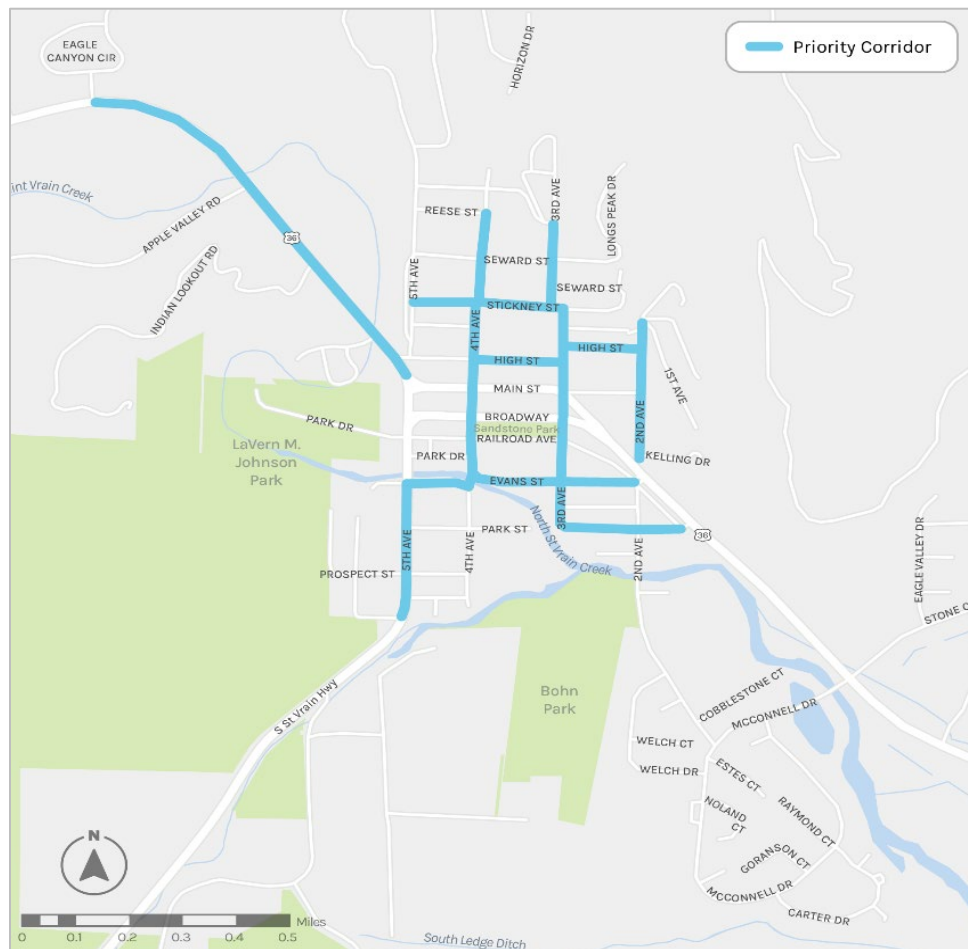 Priority Corridor
EAGLE
CANYON CIR
HORIZON DR
int Vrain Creek
APPLE VALLEY RD
36
INDIAN LOOKOUT RD
REESE ST
3RD AVE
LONGS PEAK DR
5TH AVE
SEWARD ST
SEWARD ST
STICKNEY ST
4TH AVE
HIGH ST
HIGH ST
1ST AVE
MAIN ST
BROADWAY
Sandstone Park
RAILROAD AVE
2ND AVE
PARK DR
LaVern M.
Johnson
Park
PARK DR
KELLING DR
EVANS ST
3RD AVE
North St Vrain Creek
PARK ST
36
5TH AVE
4TH AVE
2ND AVE
PROSPECT ST
EAGLE VALLEY DR
STONE C
S St Vrain Hwy
Bohn
Park
COBBLESTONE CT
MCCONNELL DR
WELCH CT
WELCH DR
ESTES CT
NOLAND
CT
RAYMOND CT
GORANSON CT
MCCONNELL DR
CARTER DR
N
Miles
0 0.1 0.2 0.3 0.4 0.5
South Ledge Ditch